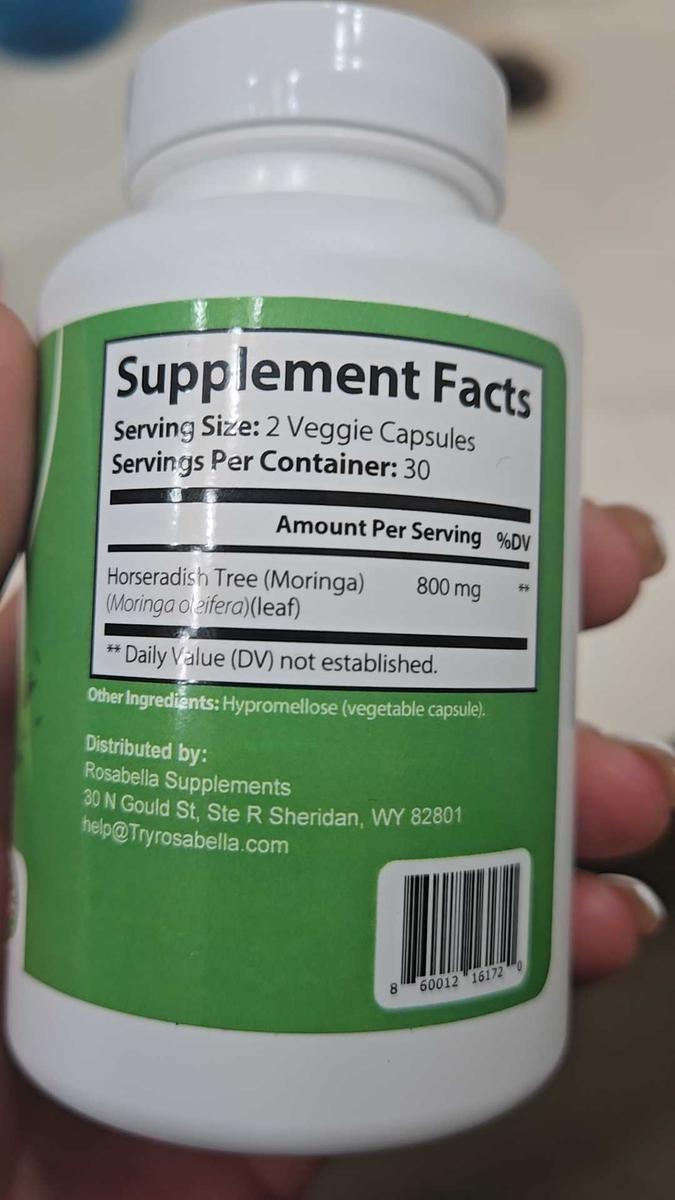 Supplement Facts
Serving Size: 2 Veggie Capsules
Servings Per Container: 30
Amount Per Serving %DV
Horseradish Tree (Moringa) 800 mg **
(Moringa oleifera)(leaf)
** Daily Value (DV) not established.
Other Ingredients: Hypromellose (vegetable capsule).
Distributed by:
Rosabella Supplements
30 N Gould St, Ste R Sheridan, WY 82801
help@Tryrosabella.com
8 60012 16172 0